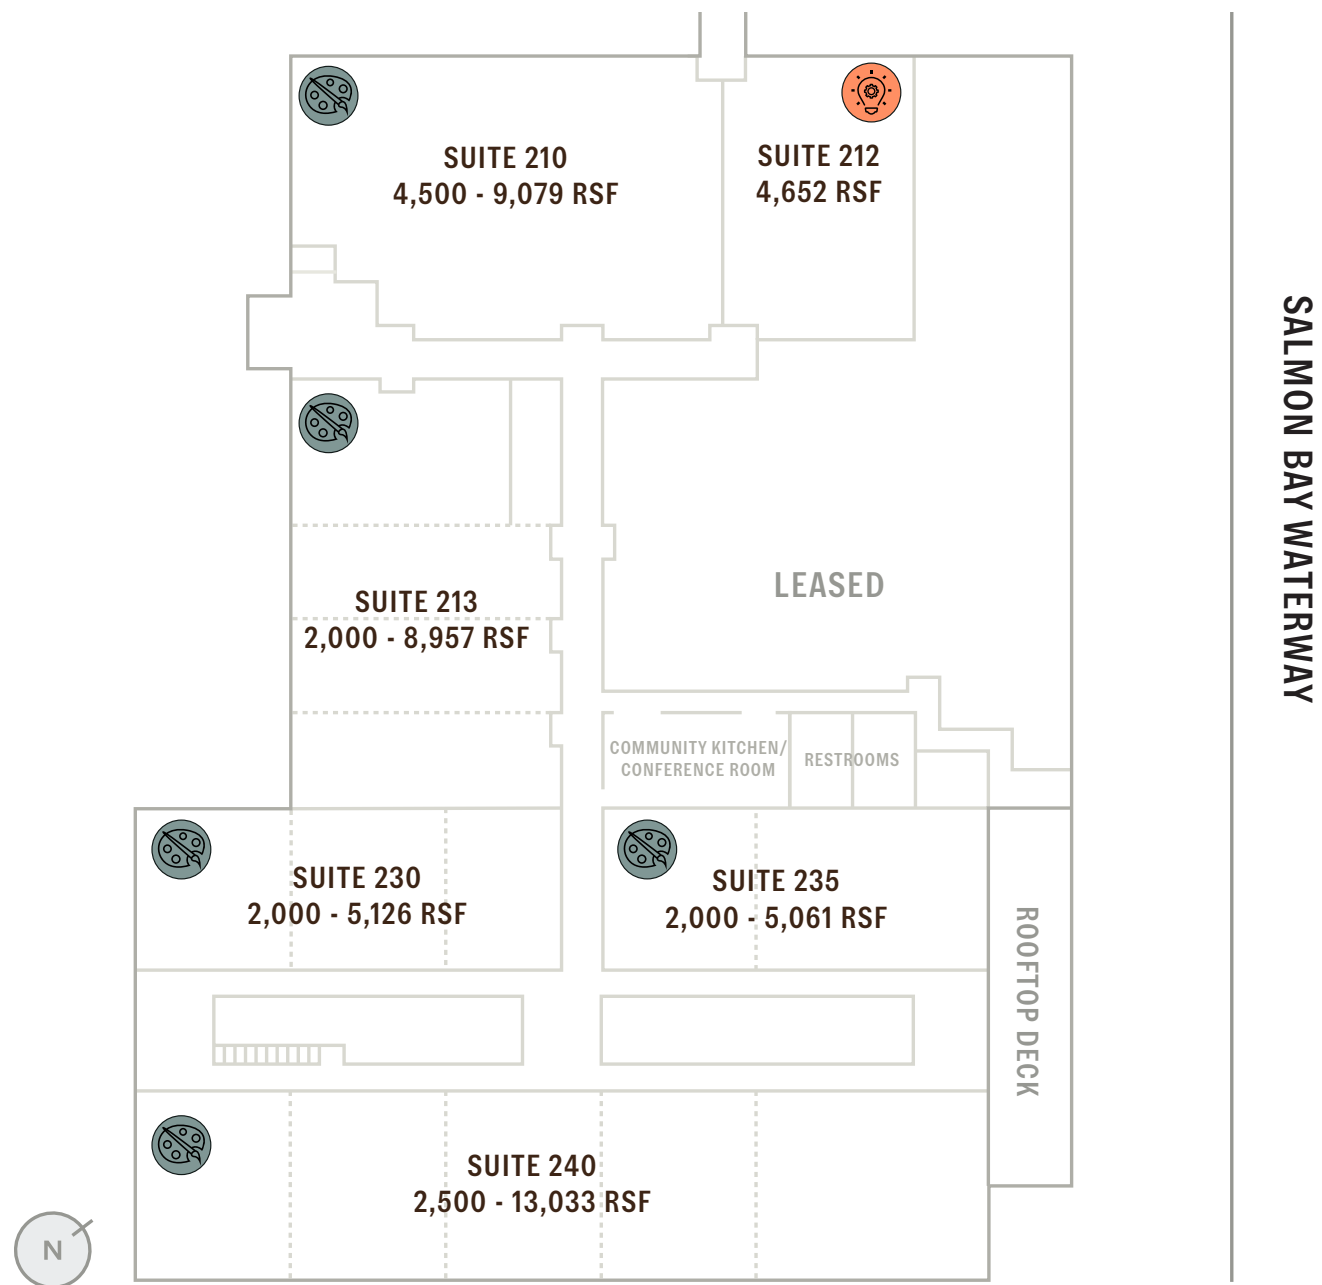 SUITE 210
4,500 - 9,079 RSF
SUITE 212
4,652 RSF
SALMON BAY WATERWAY
LEASED
SUITE 213
2,000 - 8,957 RSF
COMMUNITY KITCHEN/
CONFERENCE ROOM
RESTROOMS
SUITE 230
2,000 - 5,126 RSF
SUITE 235
2,000 - 5,061 RSF
ROOFTOP DECK
SUITE 240
2,500 - 13,033 RSF
N